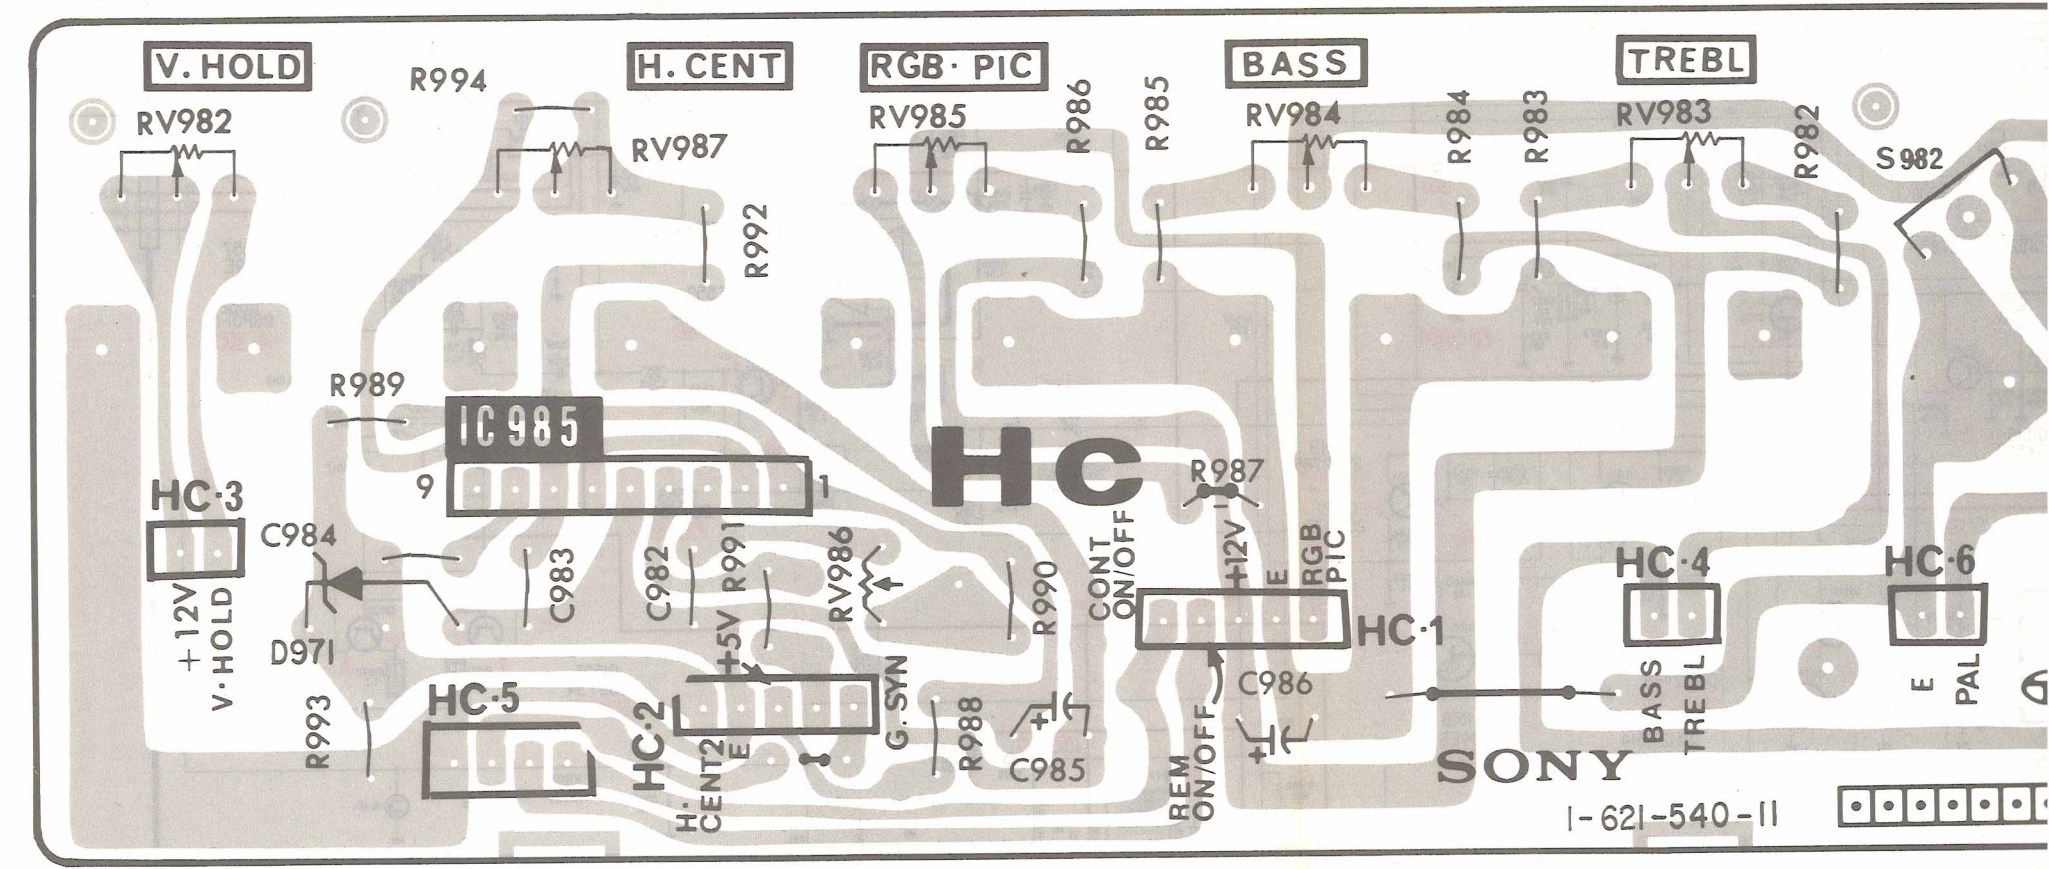 V. HOLD
H. CENT
RGB· PIC
BASS
TREBL
R994
RV982
RV987
RV985
R986
R985
RV984
R984
R983
RV983
R982
S982
R992
R989
IC985
9
1
HC
R987
HC·3
C984
+12V
V·HOLD
D971
C983
C982
R991
+5V
RV986
R990
CONT
ON/OFF
+12V
E
RGB
PIC
HC·1
HC·4
HC·6
BASS
TREBL
E
PAL
R993
HC·5
HC·2
H·
CENT2
E
G.SYN
R988
C985
REM
ON/OFF
C986
SONY
1-621-540-11